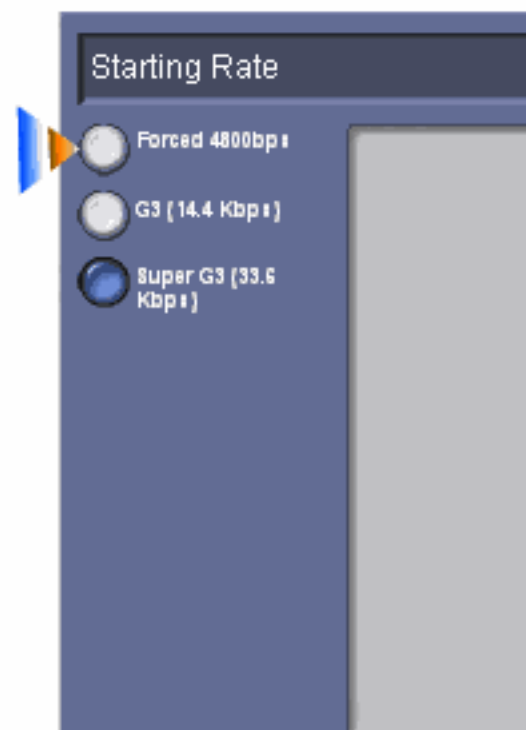 Starting Rate
Forced 4800bps
G3 (14.4 Kbps)
Super G3 (33.6
Kbps)